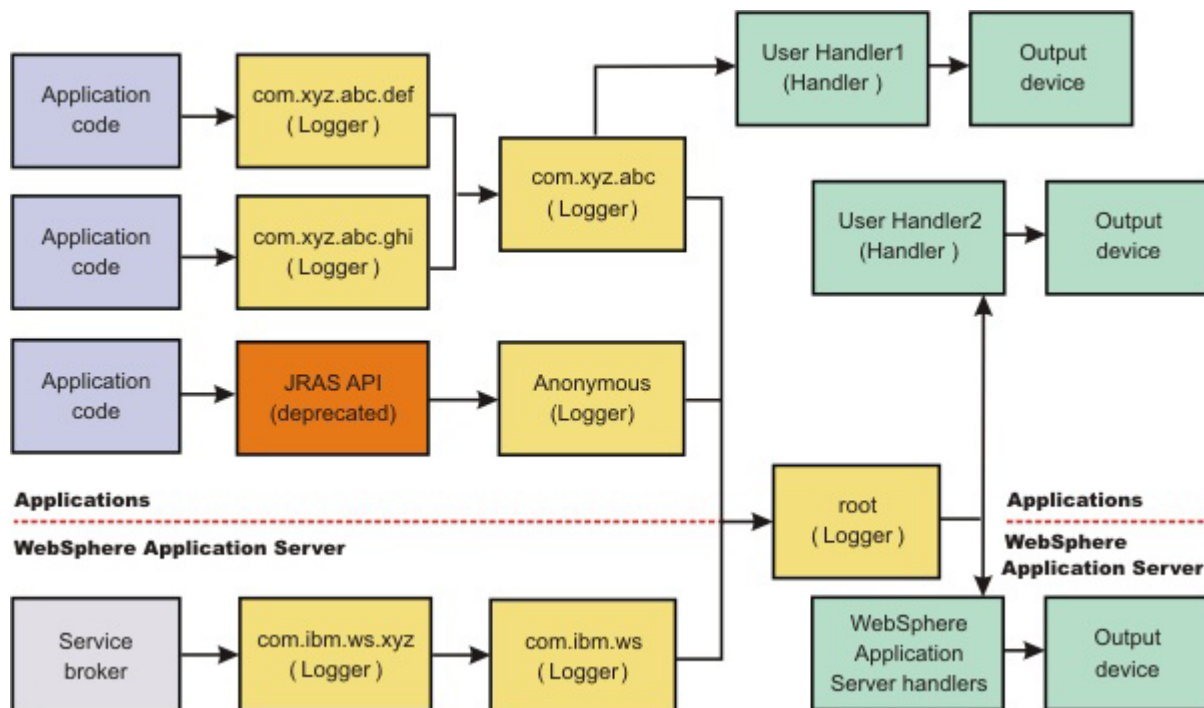 Application
code
com.xyz.abc.def
( Logger )
com.xyz.abc
( Logger )
User Handler1
(Handler )
Output
device
Application
code
com.xyz.abc.ghi
( Logger )
User Handler2
(Handler )
Output
device
Application
code
JRAS API
(deprecated)
Anonymous
(Logger)
Applications
WebSphere Application Server
root
( Logger )
Applications
WebSphere
Application Server
Service
broker
com.ibm.ws.xyz
( Logger )
com.ibm.ws
( Logger )
WebSphere
Application
Server handlers
Output
device